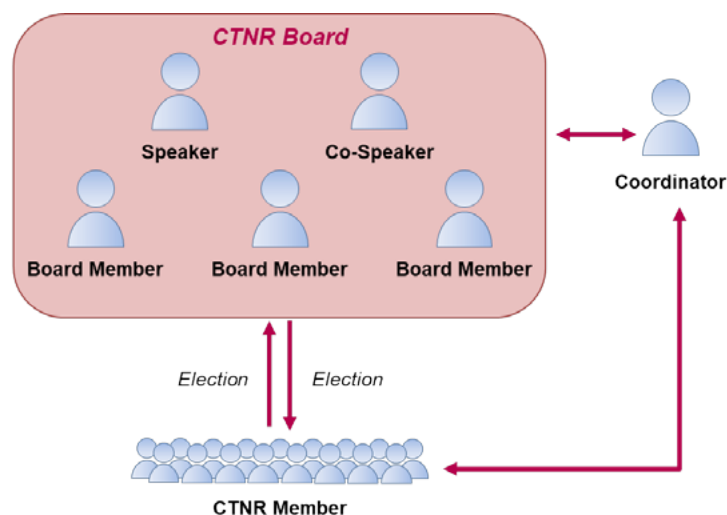 CTNR Board
Speaker
Co-Speaker
Coordinator
Board Member
Board Member
Board Member
Election
Election
CTNR Member